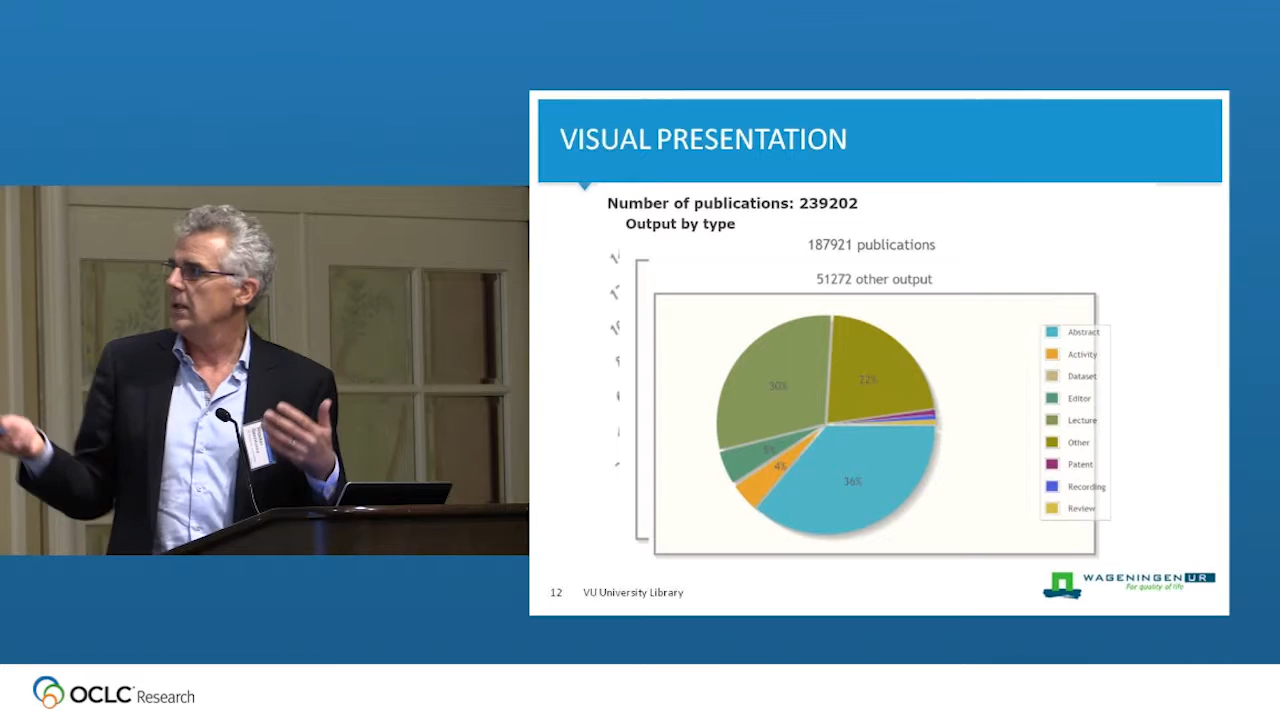 VISUAL PRESENTATION
Number of publications: 239202
Output by type
187921 publications
51272 other output
30%
22%
5%
4%
36%
Abstract
Activity
Dataset
Editor
Lecture
Other
Patent
Recording
Review
12 VU University Library
WAGENINGEN UR
For quality of life
OCLC Research